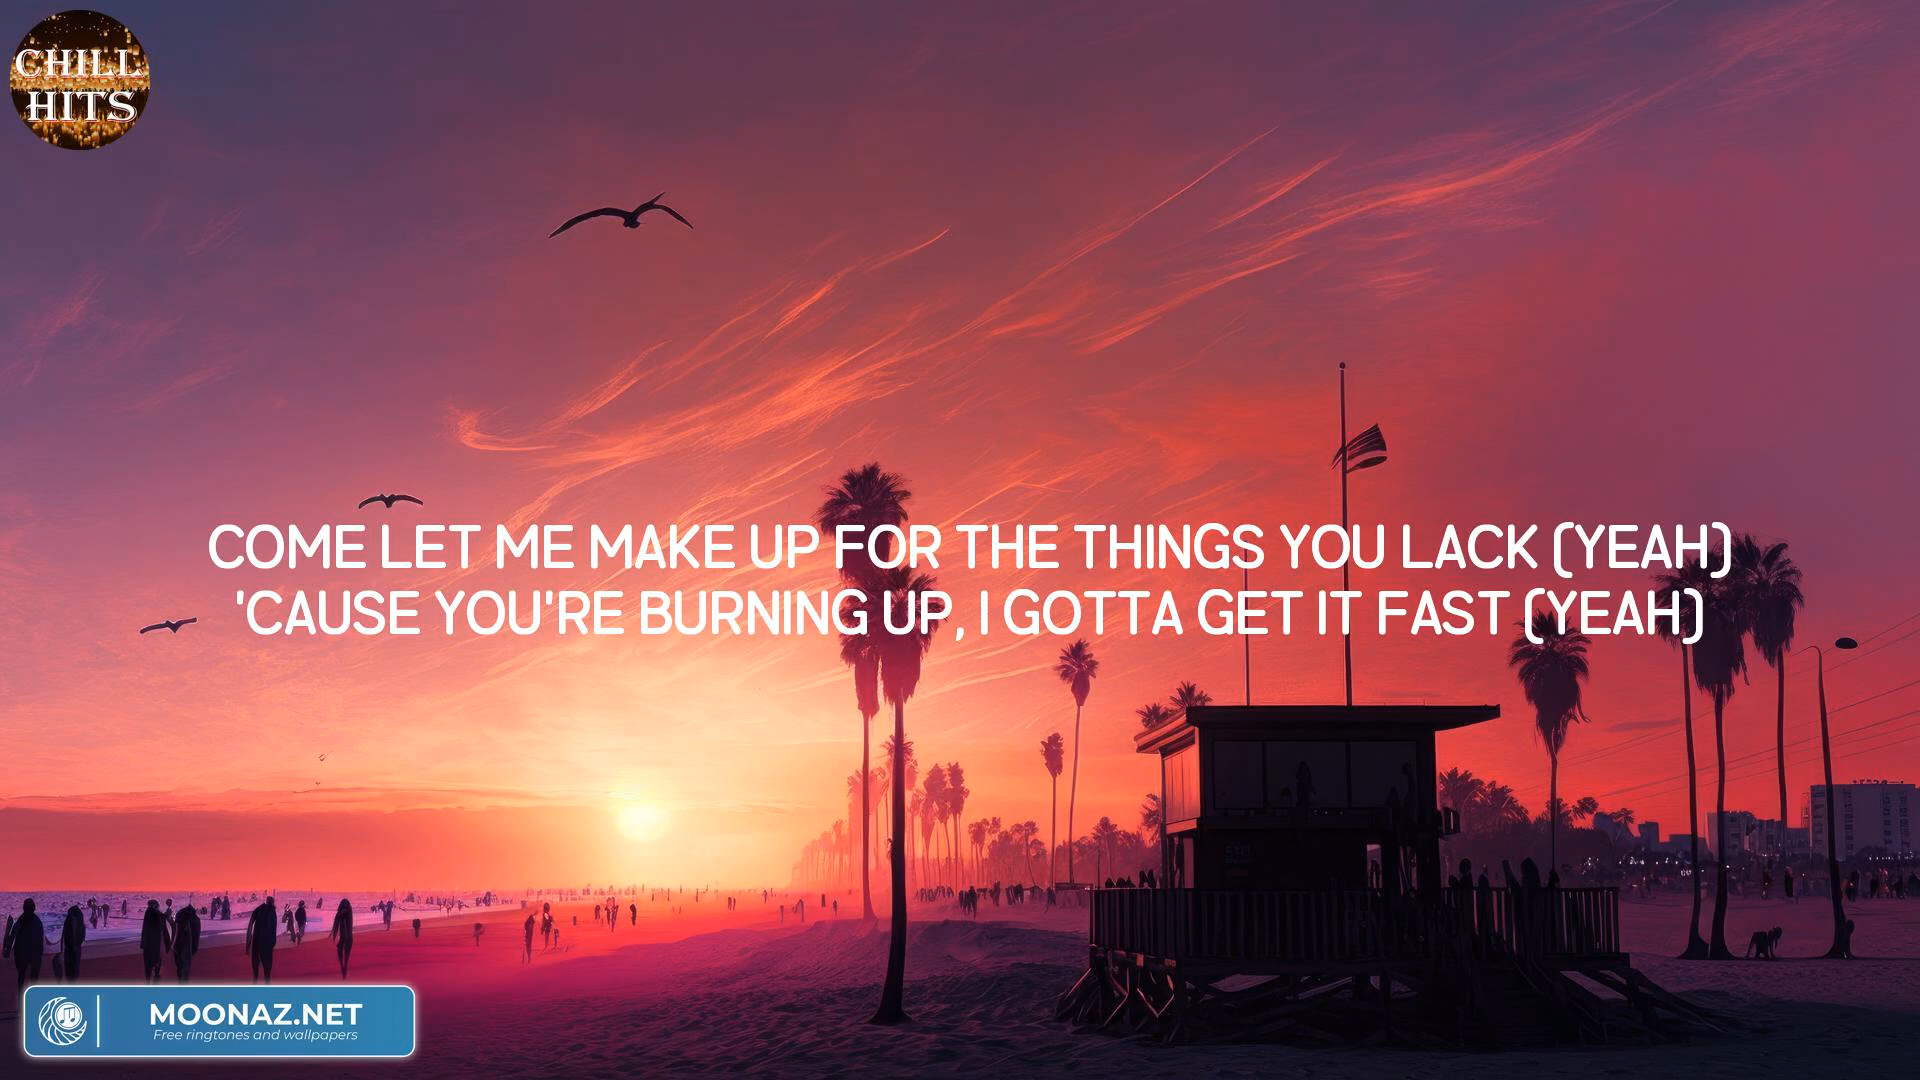 CHILL
HITS
COME LET ME MAKE UP FOR THE THINGS YOU LACK (YEAH)
'CAUSE YOU'RE BURNING UP, I GOTTA GET IT FAST (YEAH)
MOONAZ.NET
Free ringtones and wallpapers